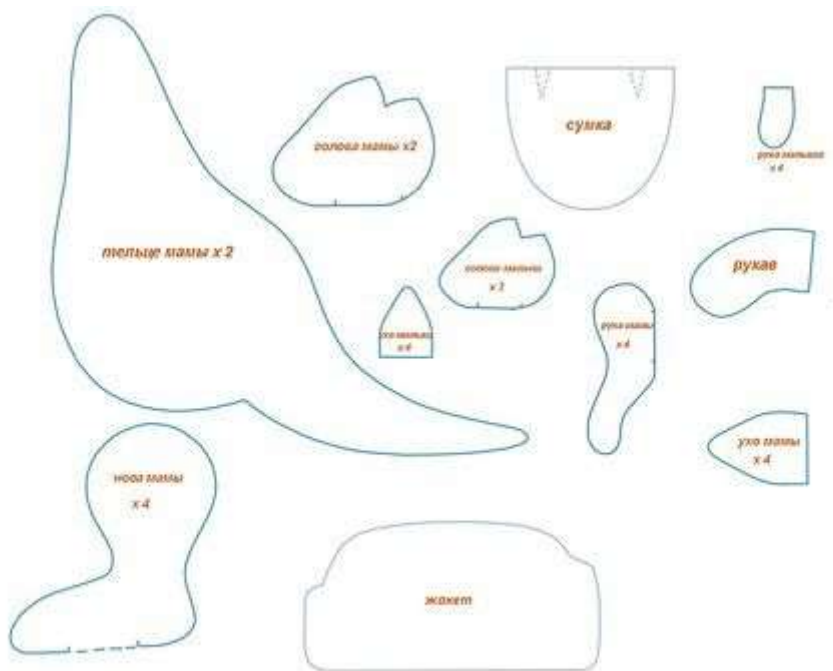 голова мамы x2
сумка
рука малыша
x 4
тельце мамы x 2
голова малыша
x 2
рукав
ухо малыша
x 4
рука мамы
x 4
ухо мамы
x 4
нога мамы
x 4
жакет